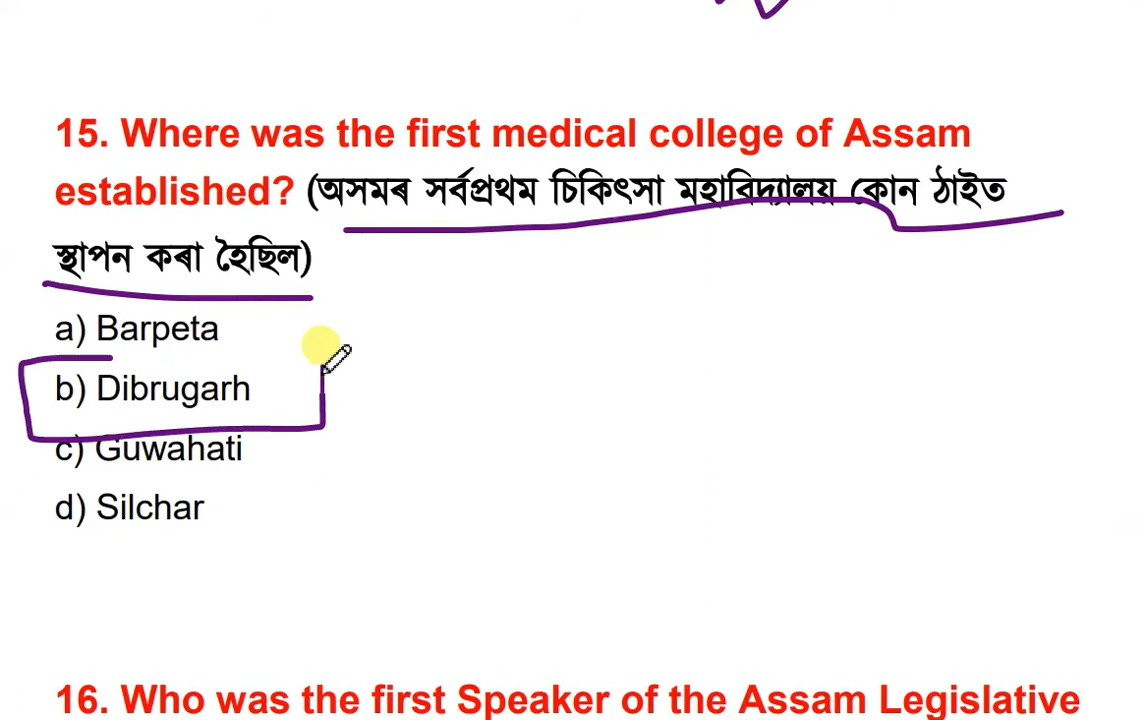 15. Where was the first medical college of Assam
established? (অসমৰ সৰ্বপ্ৰথম চিকিৎসা মহাবিদ্যালয় কোন ঠাইত
স্থাপন কৰা হৈছিল)
a) Barpeta
b) Dibrugarh
c) Guwahati
d) Silchar
16. Who was the first Speaker of the Assam Legislative